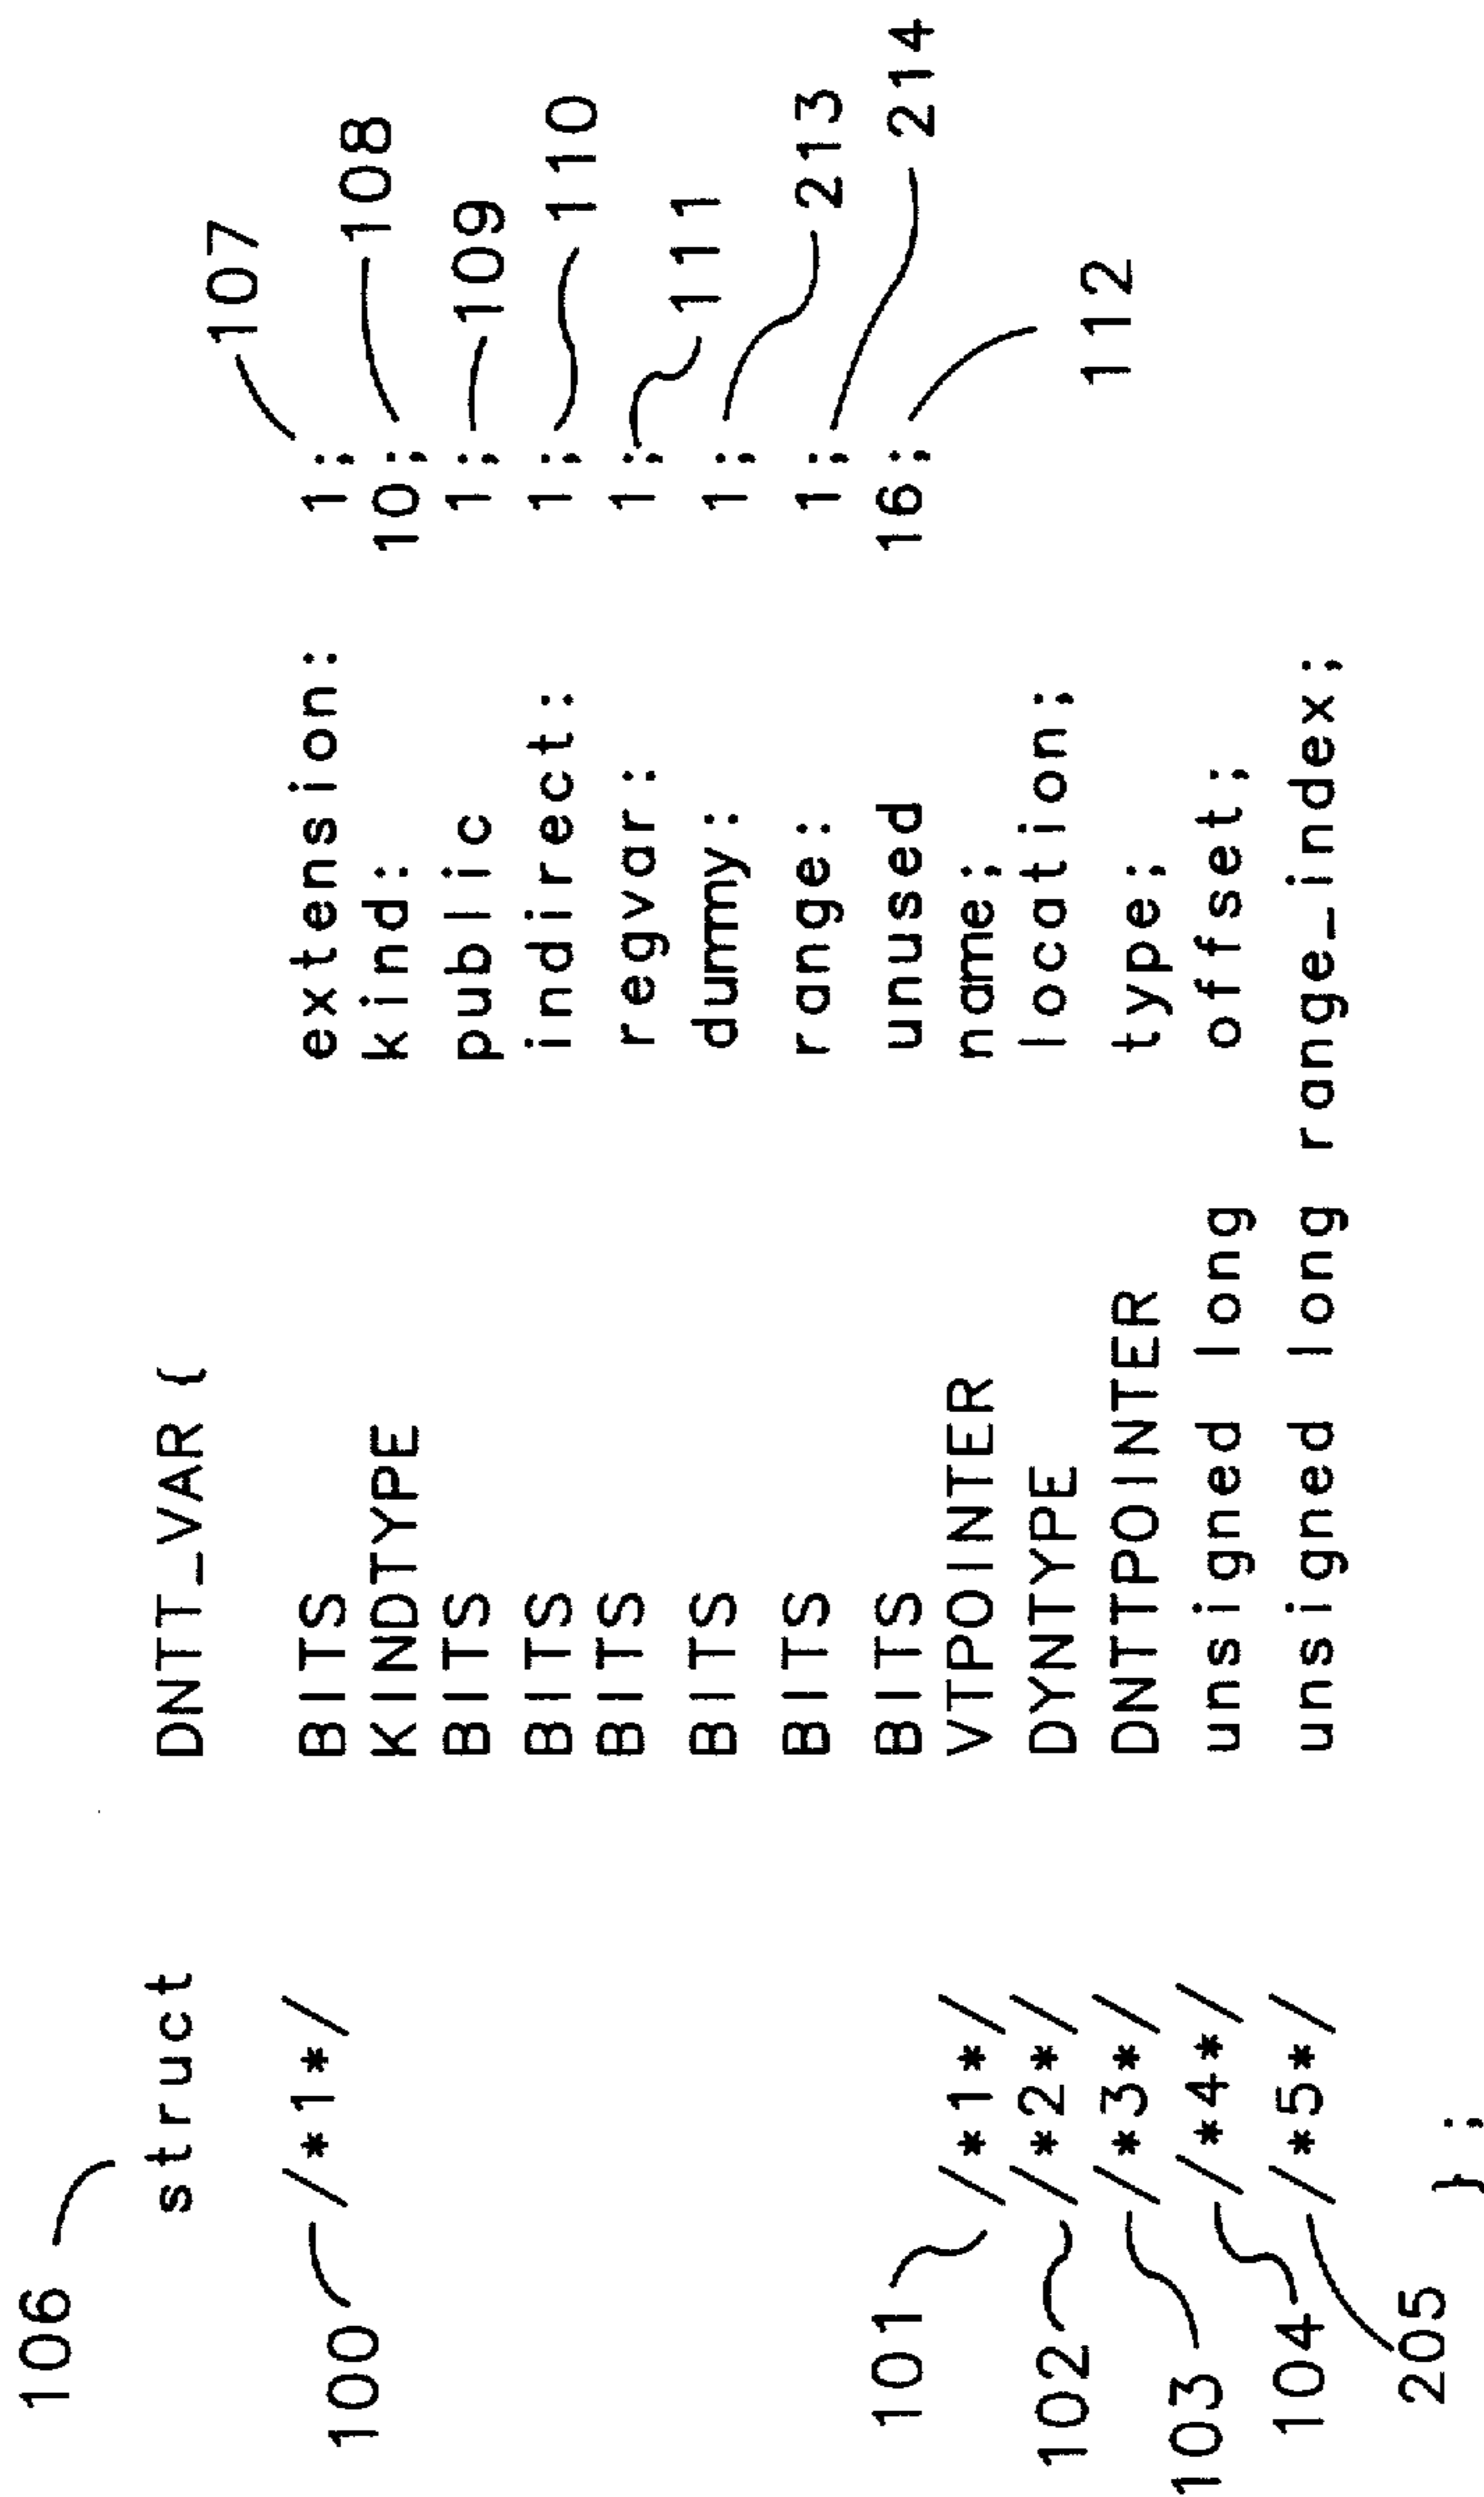 106
struct DNTT_VAR {
107
100 /*1*/ BITS extension: 1;
108
KINDTYPE kind: 10;
109
BITS public 1;
110
BITS indirect: 1;
111
BITS regvar: 1;
213
BITS dummy: 1;
214
BITS range: 1;
BITS unused 16;
112
101 /*1*/ VTPOINTER name;
102 /*2*/ DYNTYPE location;
103 /*3*/ DNTTPOINTER type;
104 /*4*/ unsigned long offset;
205 /*5*/ unsigned long range_index;
};